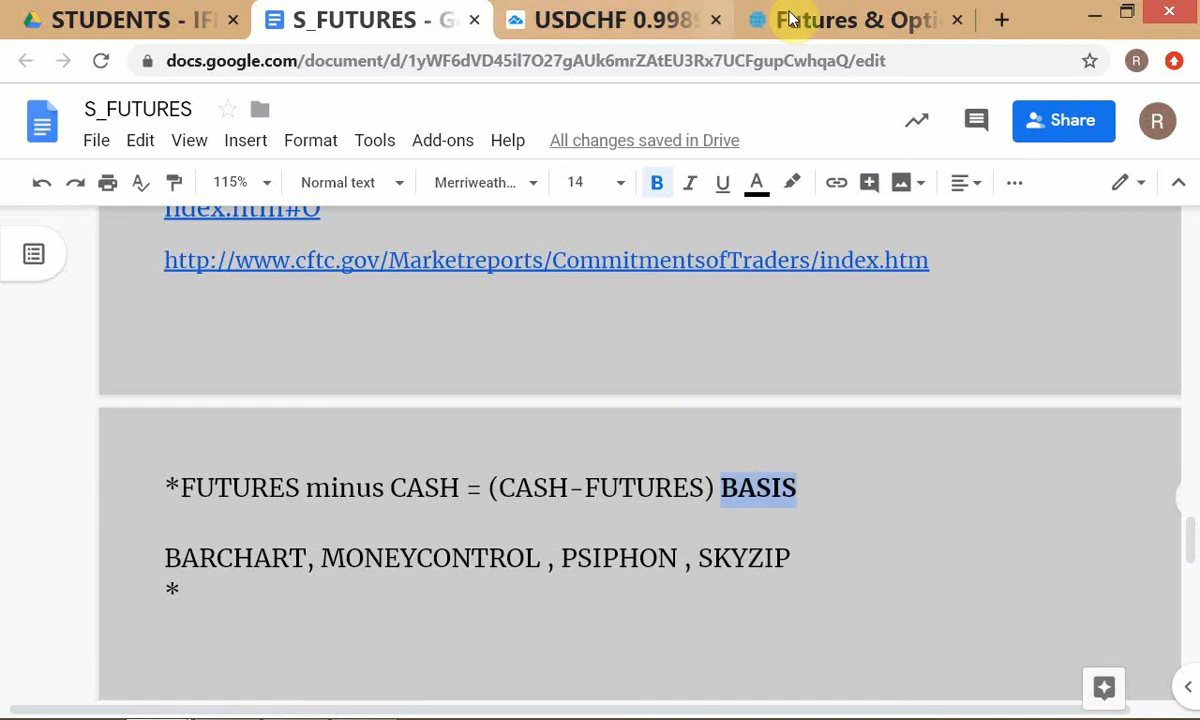 STUDENTS - IF
S_FUTURES - G
USDCHF 0.998
Futures & Opti
docs.google.com/document/d/1yWF6dVD45il7O27gAUk6mrZAtEU3Rx7UCFgupCwhqaQ/edit
R
S_FUTURES
File Edit View Insert Format Tools Add-ons Help All changes saved in Drive
Share
R
115% Normal text Merriweath... 14 B I U A
ndex.htm#O
http://www.cftc.gov/Marketreports/CommitmentsofTraders/index.htm
*FUTURES minus CASH = (CASH-FUTURES) BASIS
BARCHART, MONEYCONTROL , PSIPHON , SKYZIP
*